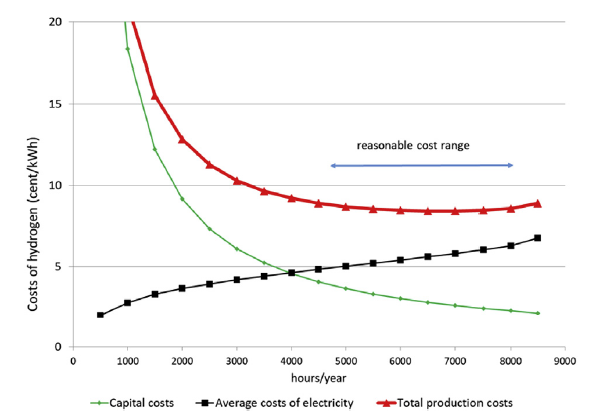 Costs of hydrogen (cent/kWh)
20
15
10
5
0
reasonable cost range
0 1000 2000 3000 4000 5000 6000 7000 8000 9000
hours/year
Capital costs Average costs of electricity Total production costs